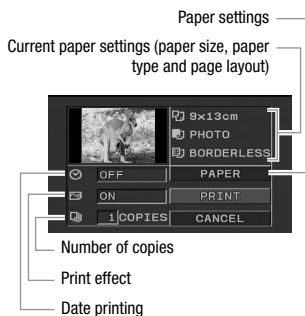 Paper settings
Current paper settings (paper size, paper
type and page layout)
9x13cm
PHOTO
BORDERLESS
OFF
PAPER
ON
PRINT
1 COPIES
CANCEL
Number of copies
Print effect
Date printing